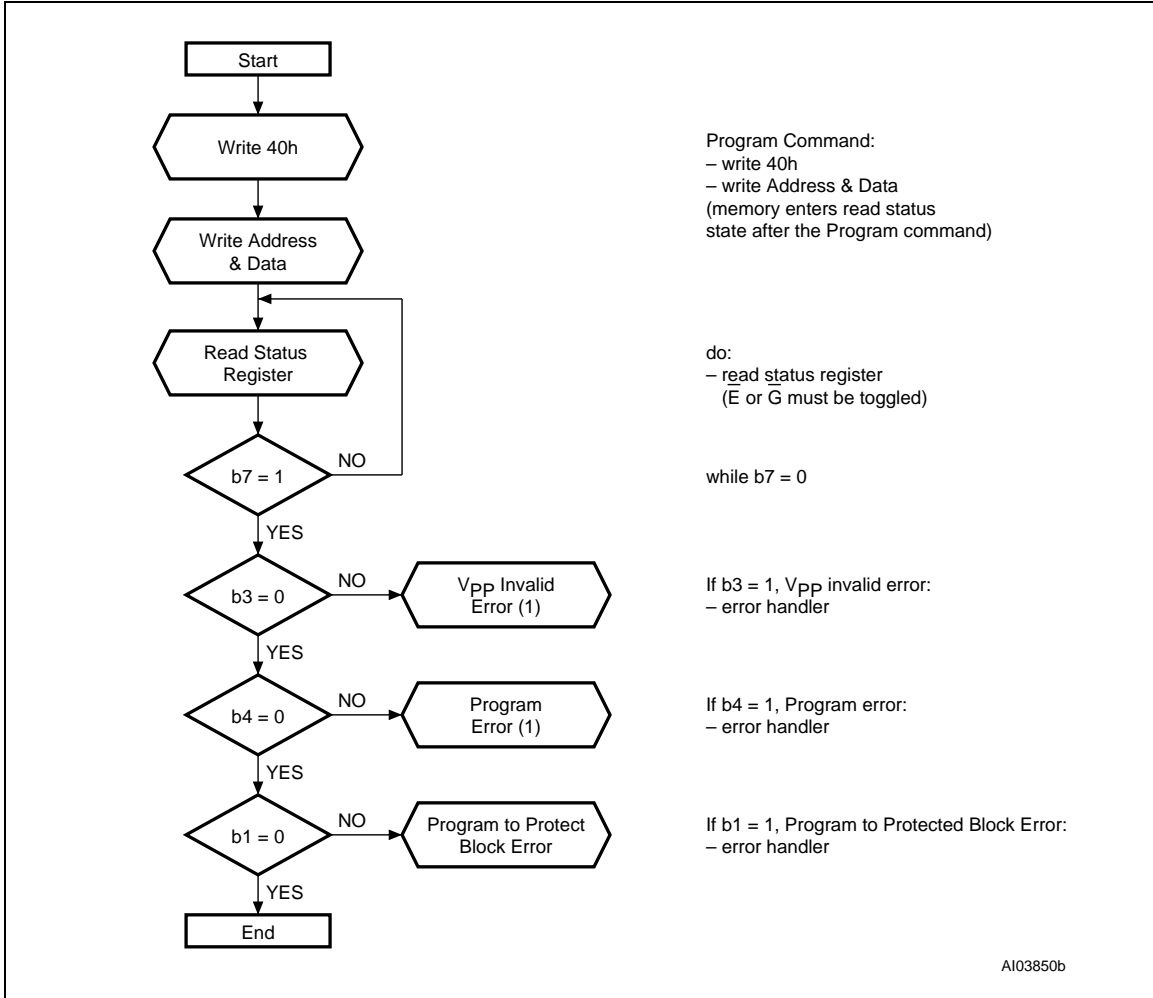 Start
Write 40h
Program Command:
– write 40h
– write Address & Data
(memory enters read status
state after the Program command)
Write Address
& Data
Read Status
Register
do:
– read status register
(E̅ or G̅ must be toggled)
b7 = 1
NO
while b7 = 0
YES
b3 = 0
NO
VPP Invalid
Error (1)
If b3 = 1, VPP invalid error:
– error handler
YES
b4 = 0
NO
Program
Error (1)
If b4 = 1, Program error:
– error handler
YES
b1 = 0
NO
Program to Protect
Block Error
If b1 = 1, Program to Protected Block Error:
– error handler
YES
End
AI03850b